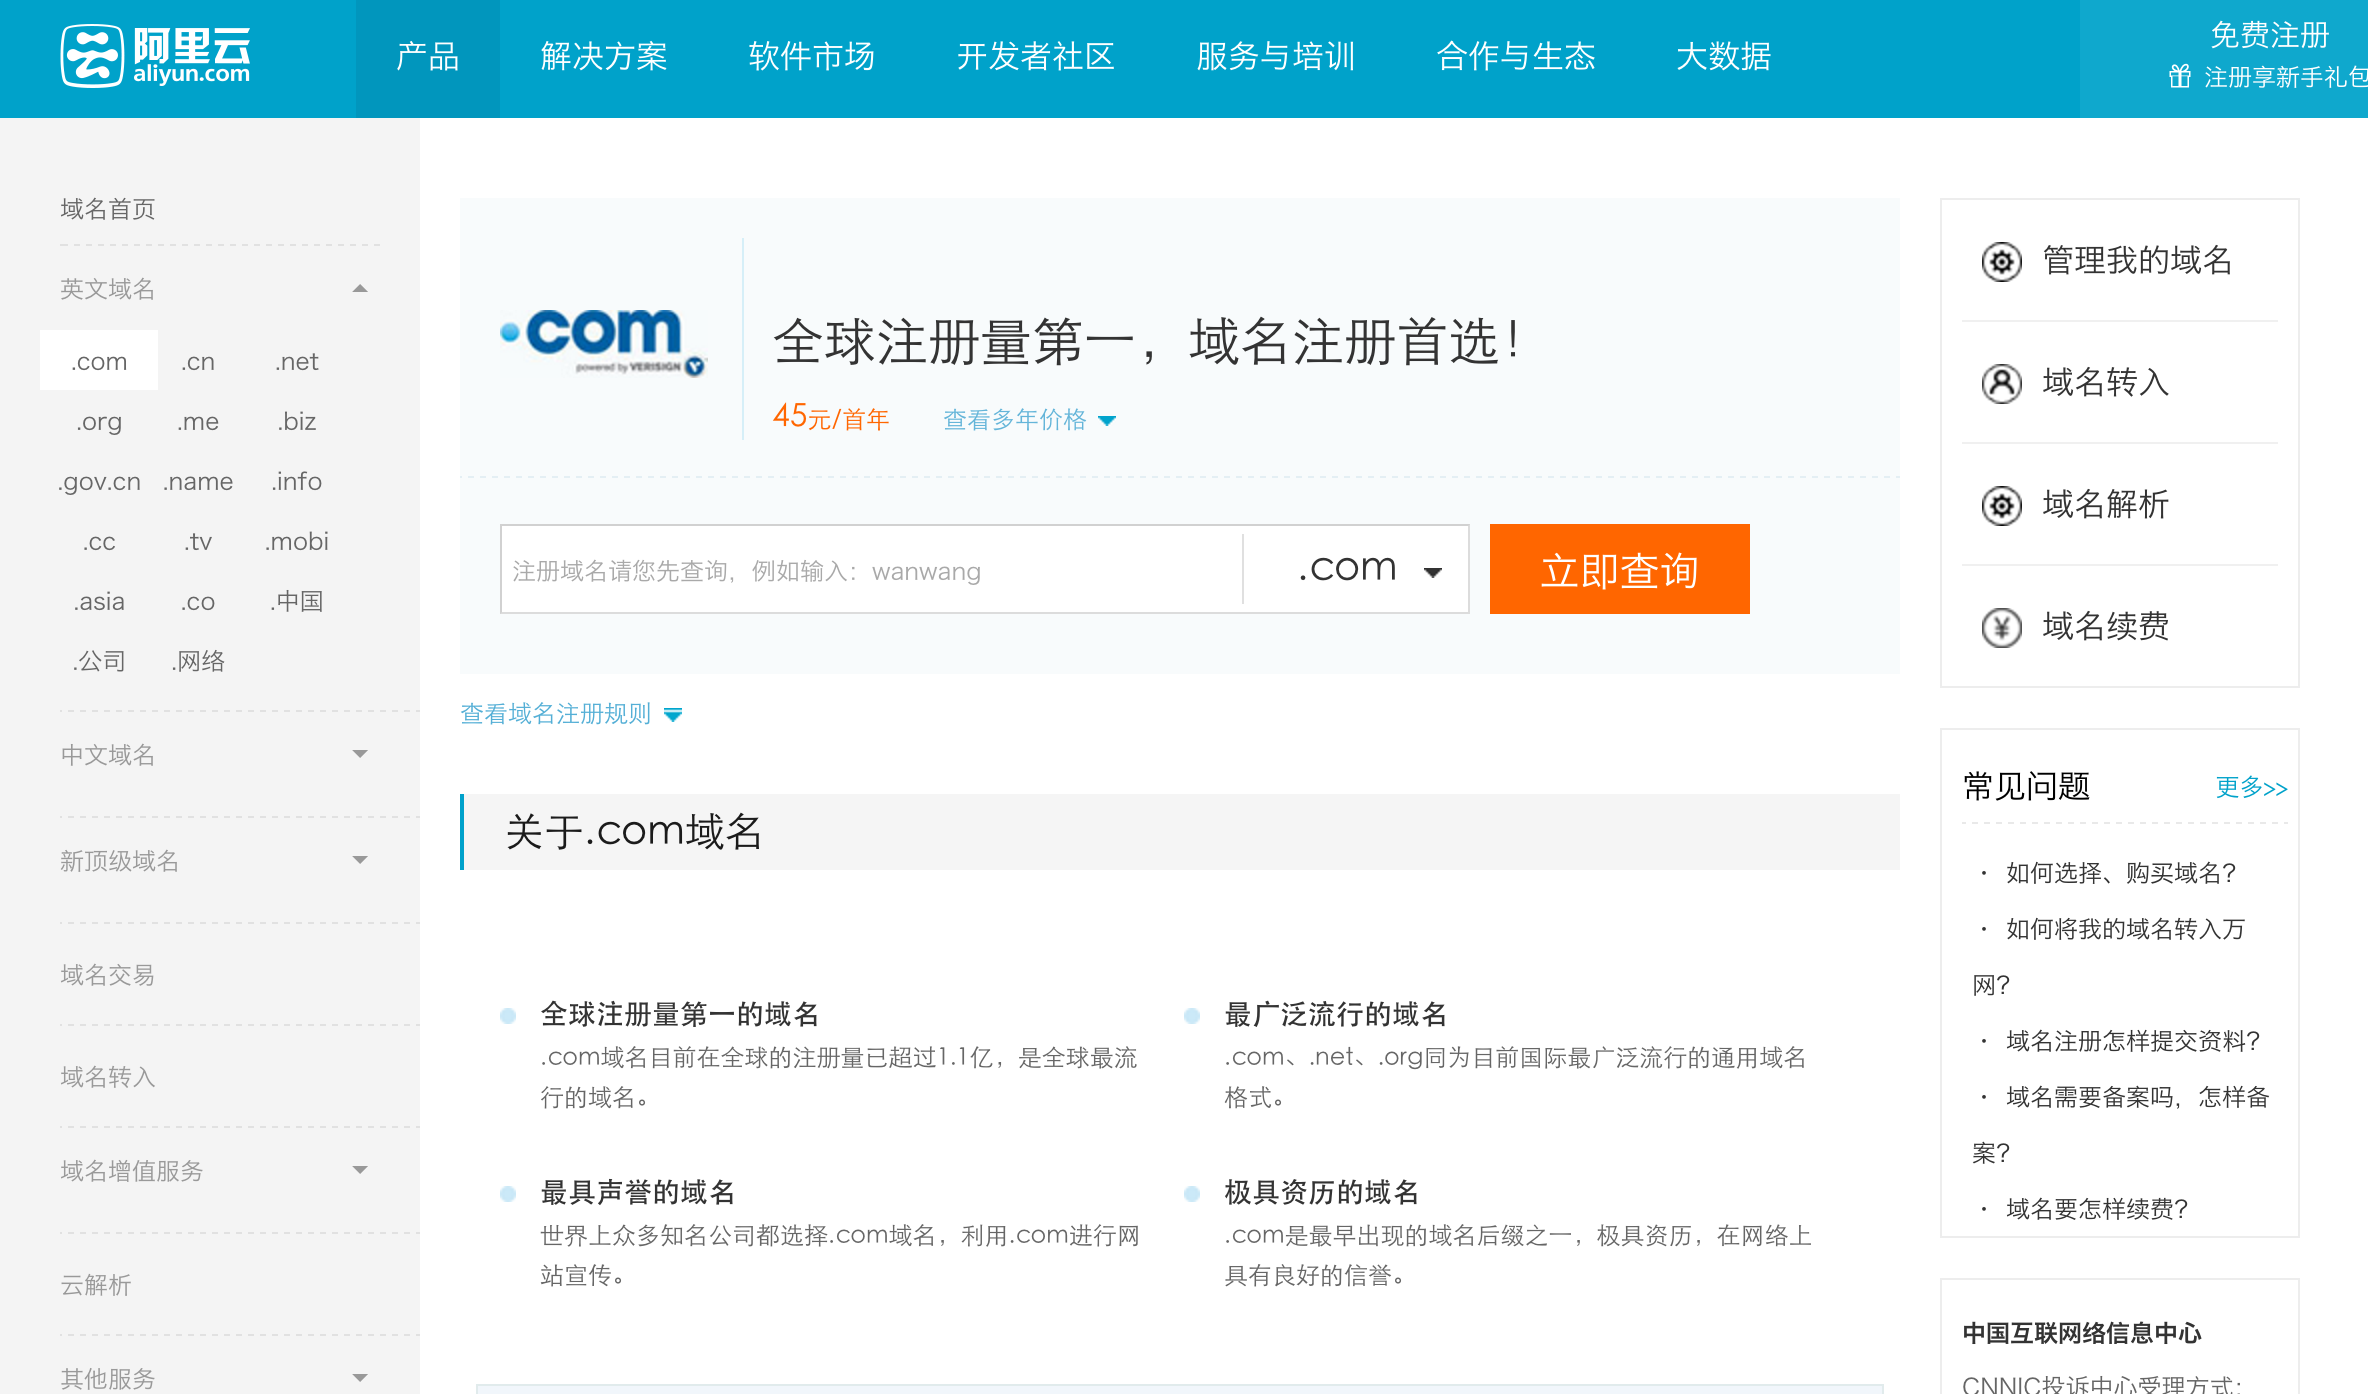 阿里云
aliyun.com
产品 解决方案 软件市场 开发者社区 服务与培训 合作与生态 大数据
免费注册
注册享新手礼包
域名首页
英文域名
.com .cn .net
.org .me .biz
.gov.cn .name .info
.cc .tv .mobi
.asia .co .中国
.公司 .网络
中文域名
新顶级域名
域名交易
域名转入
域名增值服务
云解析
其他服务
com
powered by VERISIGN
全球注册量第一，域名注册首选！
45元/首年 查看多年价格
注册域名请您先查询，例如输入：wanwang .com 立即查询
查看域名注册规则
关于.com域名
全球注册量第一的域名
.com域名目前在全球的注册量已超过1.1亿，是全球最流
行的域名。
最广泛流行的域名
.com、.net、.org同为目前国际最广泛流行的通用域名
格式。
最具声誉的域名
世界上众多知名公司都选择.com域名，利用.com进行网
站宣传。
极具资历的域名
.com是最早出现的域名后缀之一，极具资历，在网络上
具有良好的信誉。
管理我的域名
域名转入
域名解析
域名续费
常见问题 更多>>
· 如何选择、购买域名？
· 如何将我的域名转入万
网？
· 域名注册怎样提交资料？
· 域名需要备案吗，怎样备
案？
· 域名要怎样续费？
中国互联网络信息中心
CNNIC投诉中心受理方式：